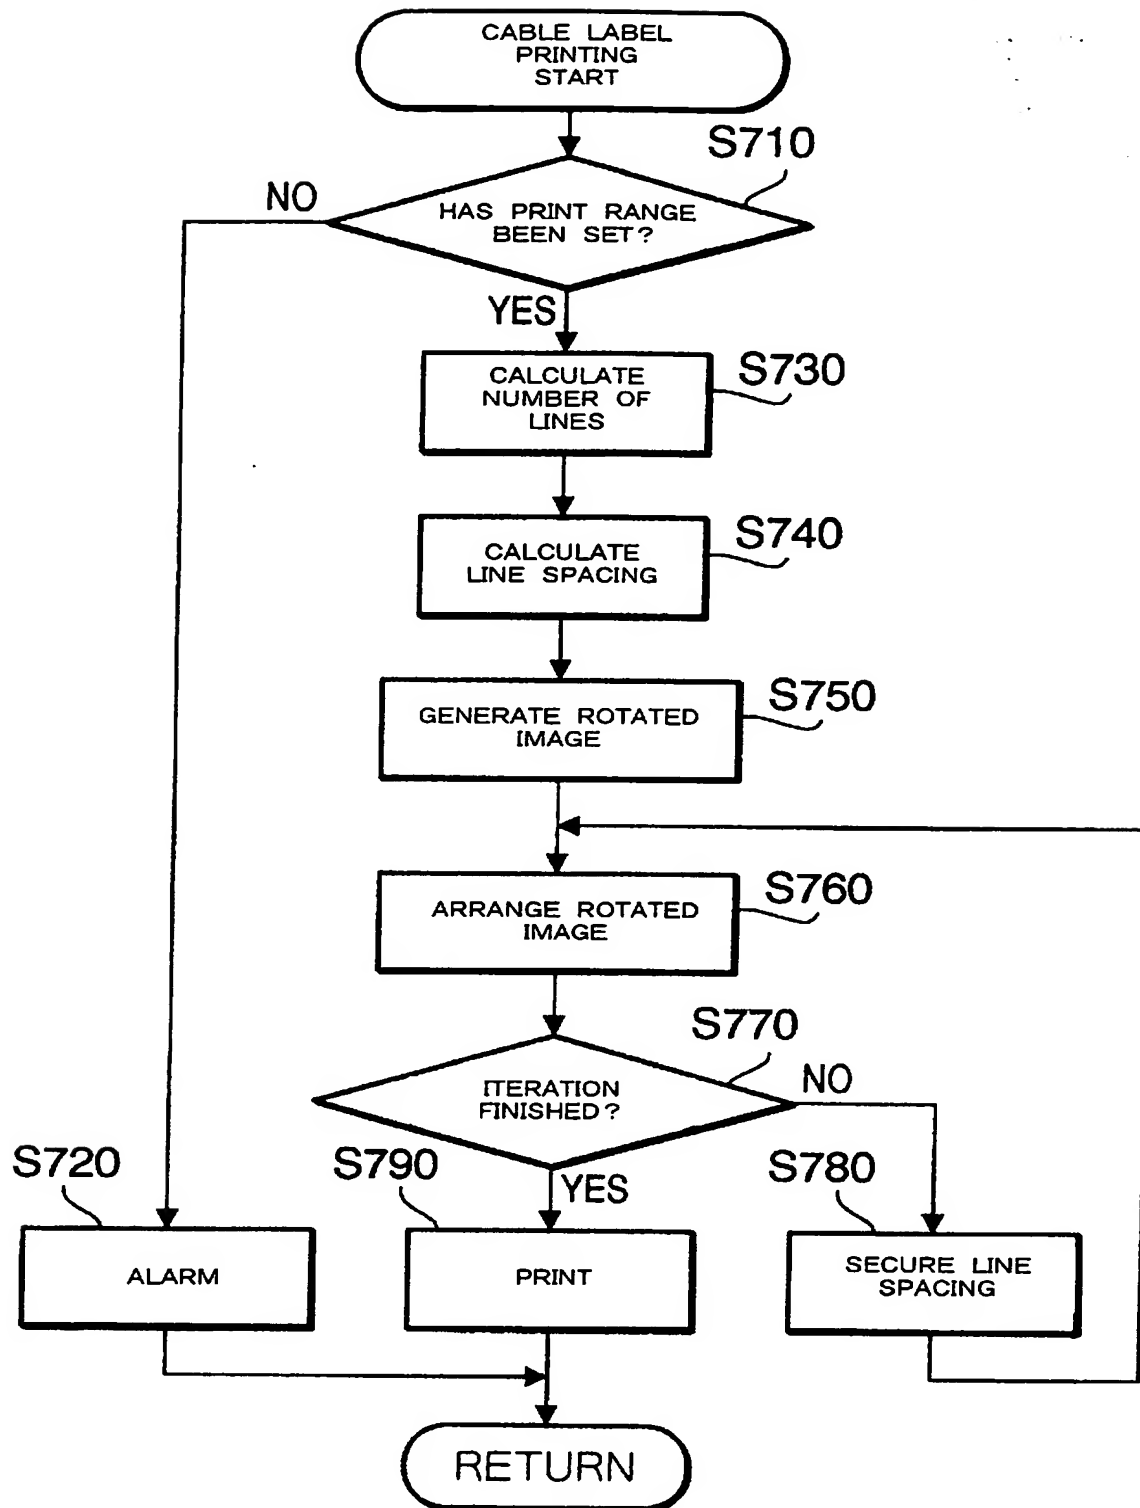 CABLE LABEL
PRINTING
START
S710
NO
HAS PRINT RANGE
BEEN SET?
YES
S730
CALCULATE
NUMBER OF
LINES
S740
CALCULATE
LINE SPACING
S750
GENERATE ROTATED
IMAGE
S760
ARRANGE ROTATED
IMAGE
S770
ITERATION
FINISHED?
NO
YES
S720
ALARM
S790
PRINT
S780
SECURE LINE
SPACING
RETURN